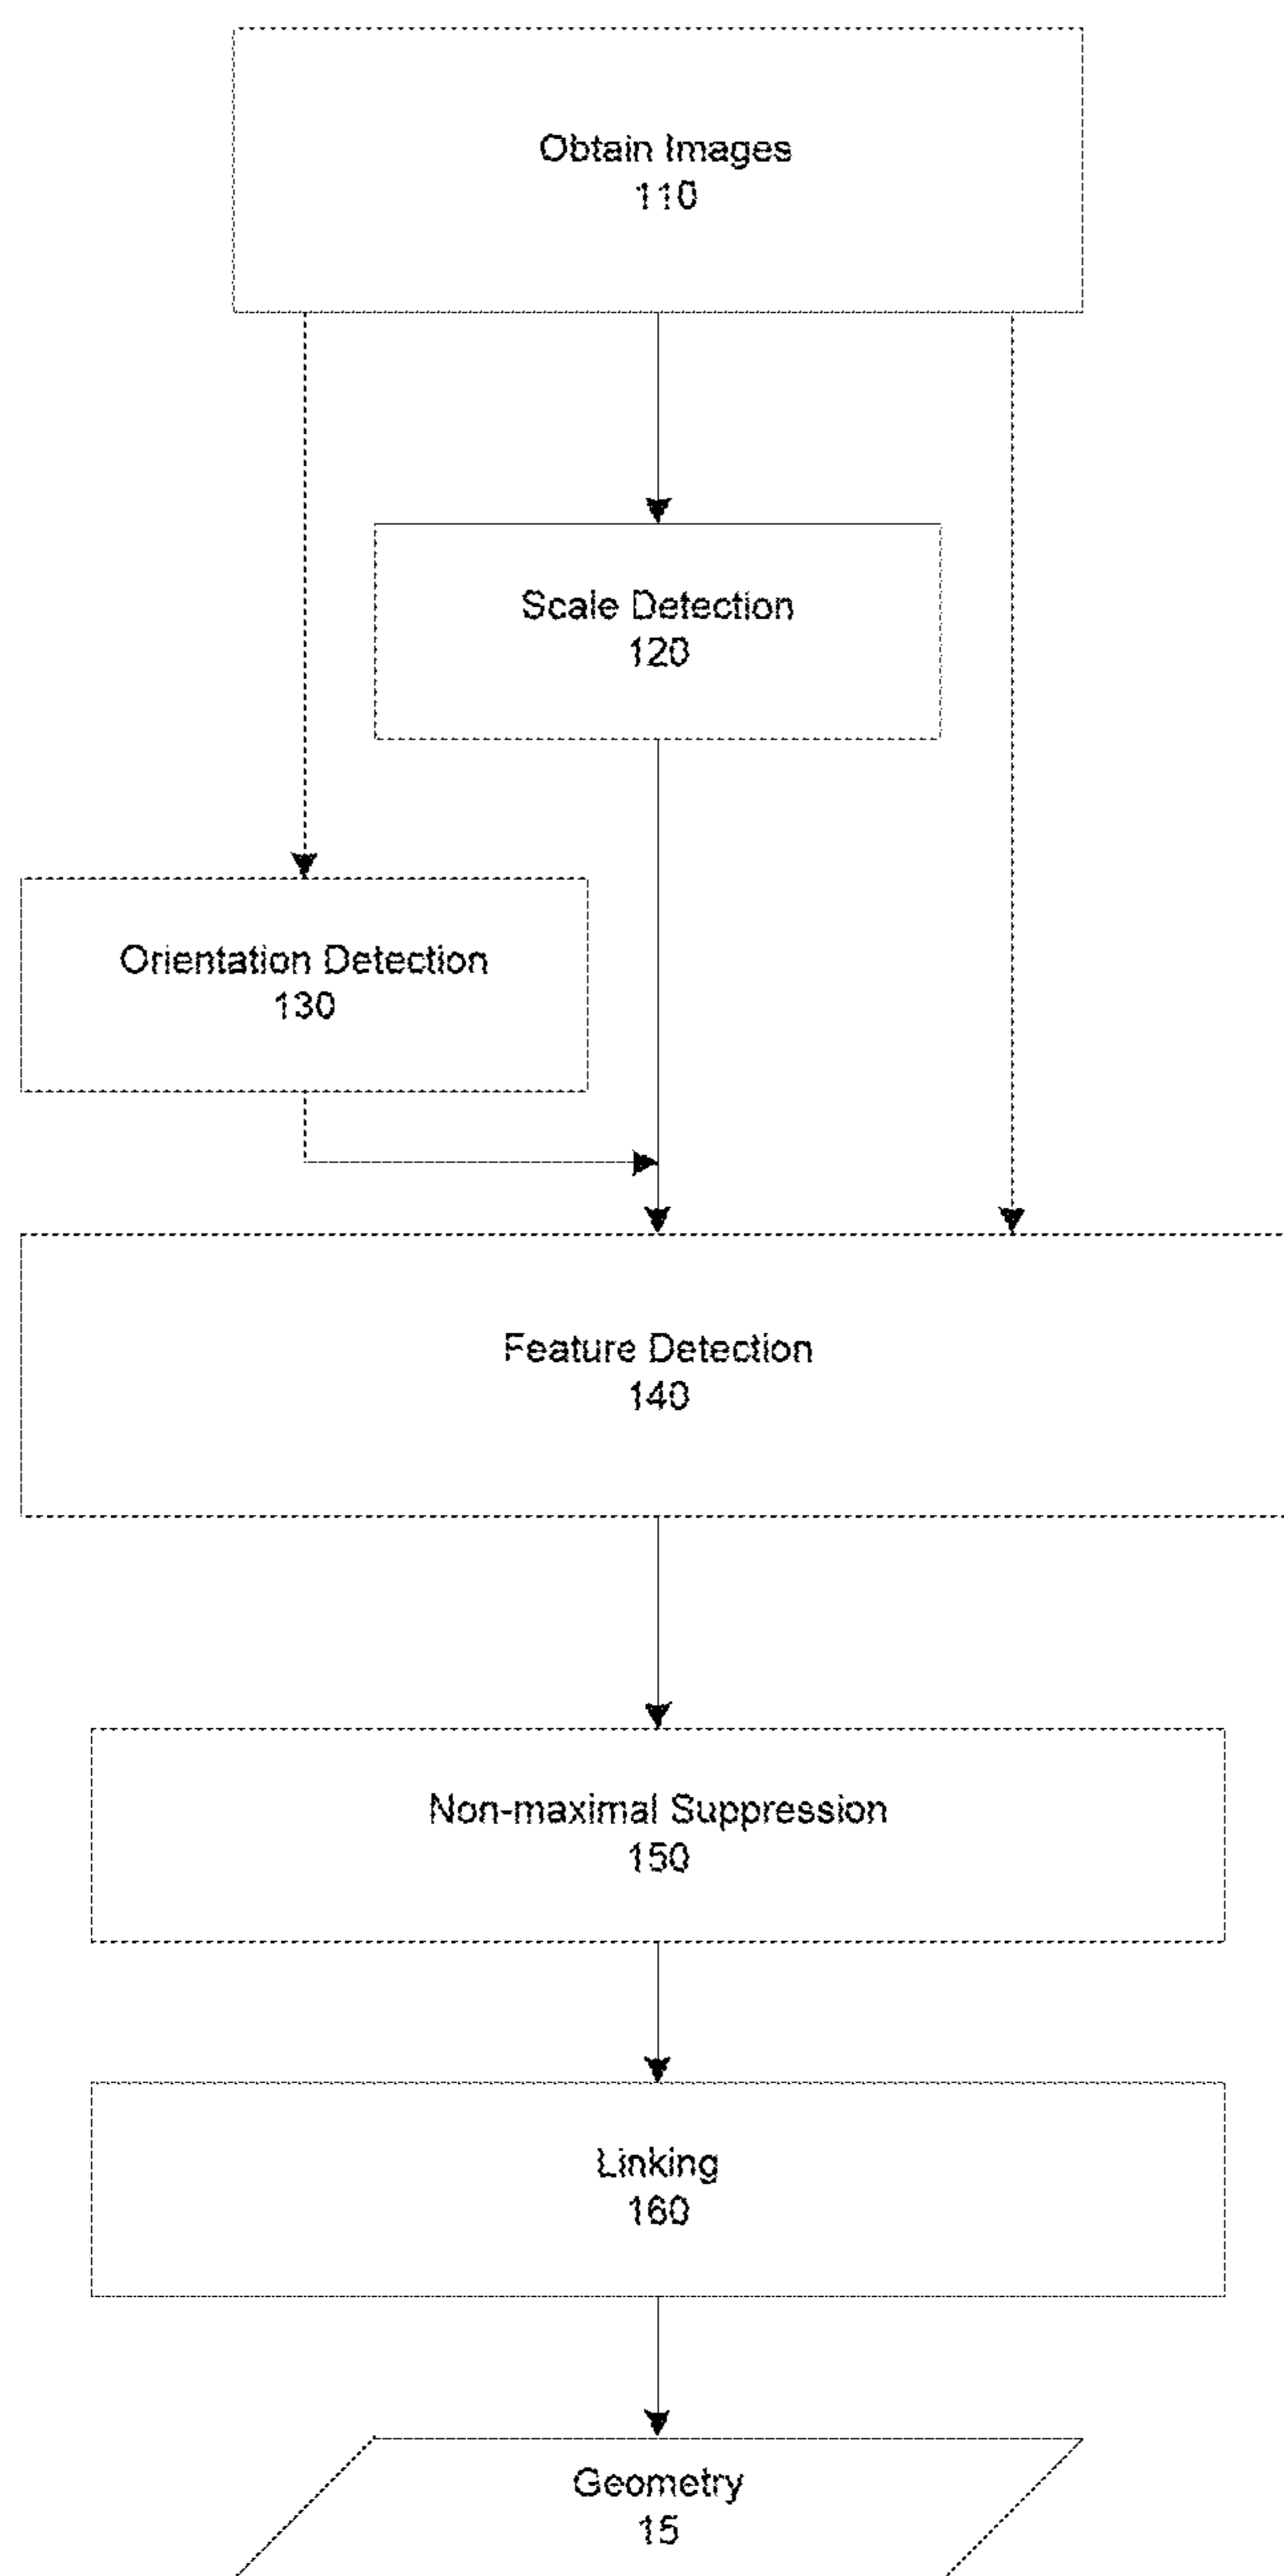 Obtain Images
110
Scale Detection
120
Orientation Detection
130
Feature Detection
140
Non-maximal Suppression
150
Linking
160
Geometry
15